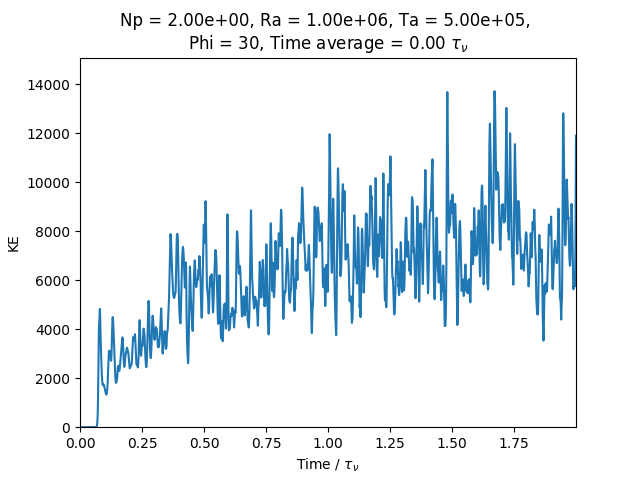 Np = 2.00e+00, Ra = 1.00e+06, Ta = 5.00e+05,
Phi = 30, Time average = 0.00 τν
14000
12000
10000
8000
6000
4000
2000
0
KE
0.00 0.25 0.50 0.75 1.00 1.25 1.50 1.75
Time / τν